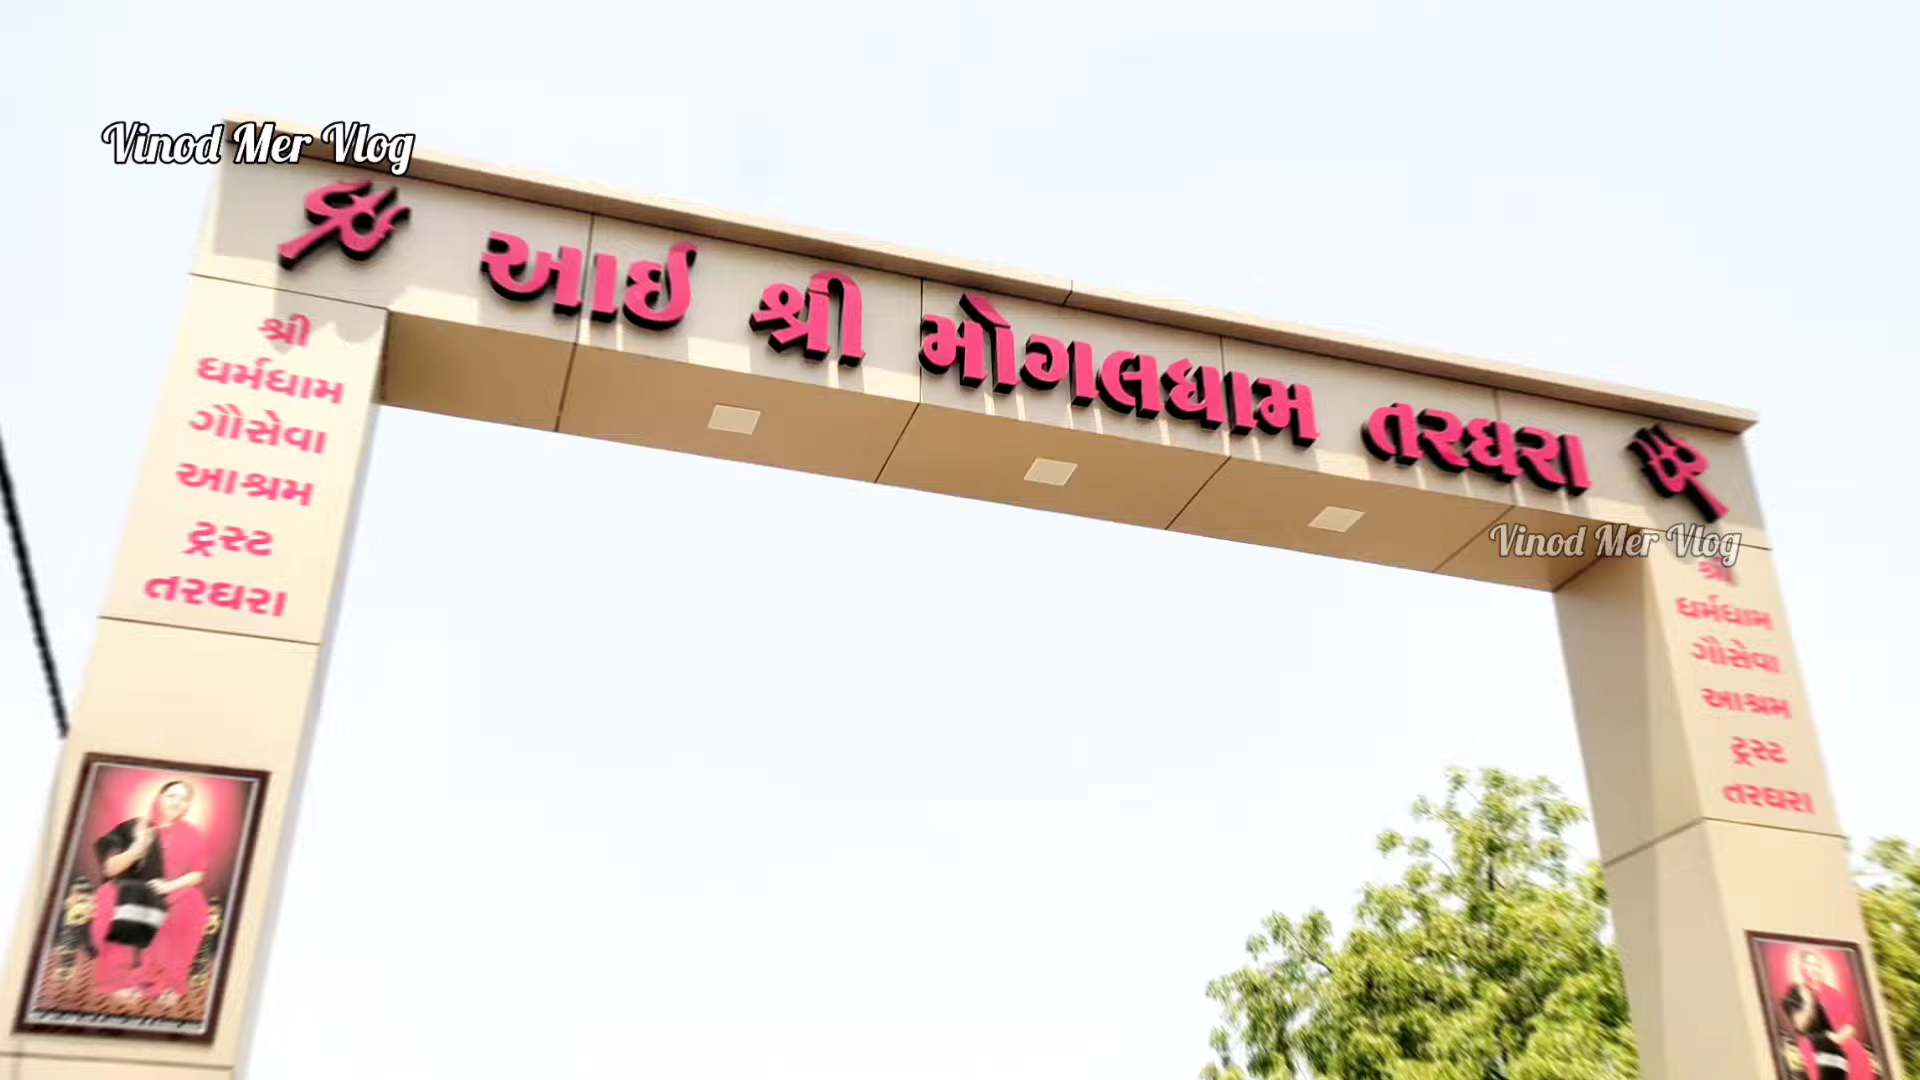 Vinod Mer Vlog
આઈ શ્રી મોગલધામ તરઘરા
શ્રી
ધર્મધામ
ગૌસેવા
આશ્રમ
ટ્રસ્ટ
તરઘરા
Vinod Mer Vlog
શ્રી
ધર્મધામ
ગૌસેવા
આશ્રમ
ટ્રસ્ટ
તરઘરા